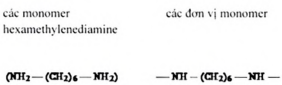 các monomer
hexamethylenediamine
các đơn vị monomer
(NH₂—(CH₂)₆—NH₂)
—NH–(CH₂)₆–NH—